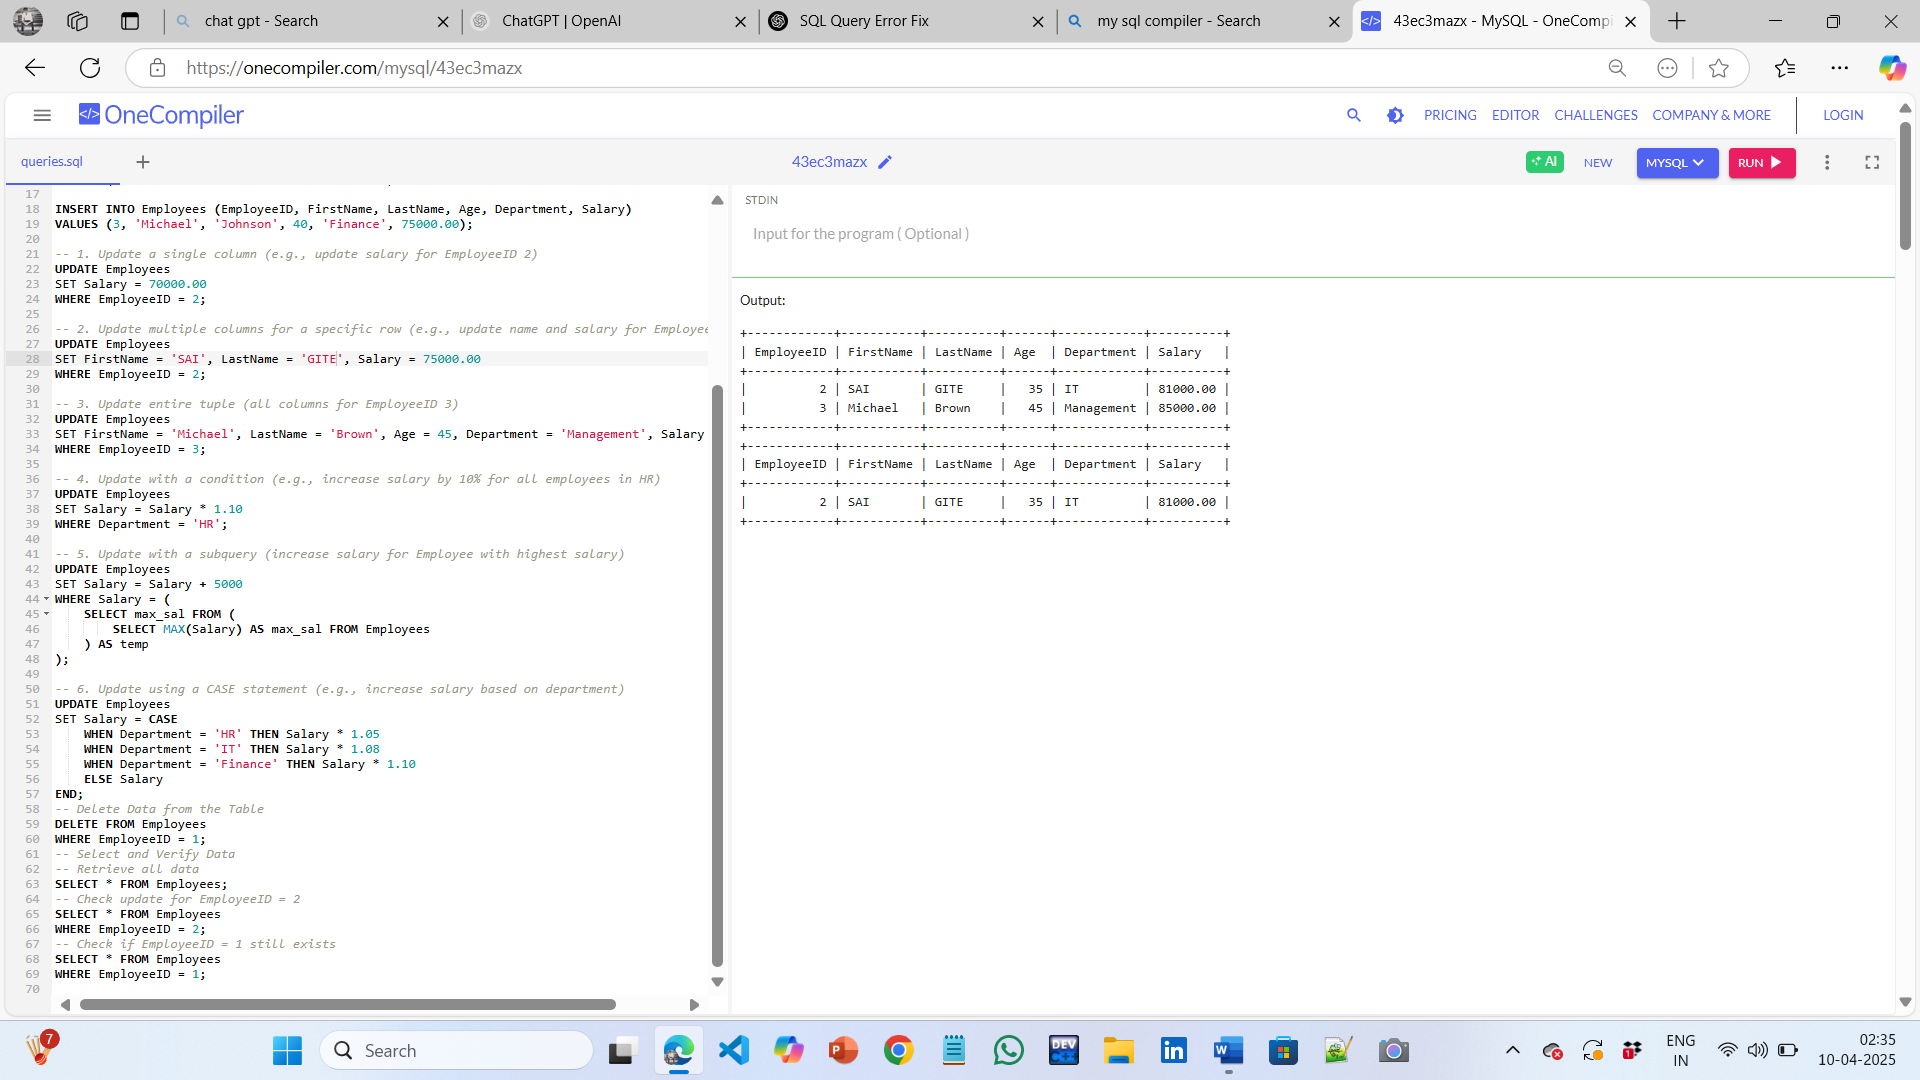 chat gpt - Search
ChatGPT | OpenAI
SQL Query Error Fix
my sql compiler - Search
43ec3mazx - MySQL - OneCompi
https://onecompiler.com/mysql/43ec3mazx
</> OneCompiler
PRICING EDITOR CHALLENGES COMPANY & MORE LOGIN
queries.sql
43ec3mazx
AI NEW MYSQL RUN
17
18 INSERT INTO Employees (EmployeeID, FirstName, LastName, Age, Department, Salary)
19 VALUES (3, 'Michael', 'Johnson', 40, 'Finance', 75000.00);
20
21 -- 1. Update a single column (e.g., update salary for EmployeeID 2)
22 UPDATE Employees
23 SET Salary = 70000.00
24 WHERE EmployeeID = 2;
25
26 -- 2. Update multiple columns for a specific row (e.g., update name and salary for Employee
27 UPDATE Employees
28 SET FirstName = 'SAI', LastName = 'GITE', Salary = 75000.00
29 WHERE EmployeeID = 2;
30
31 -- 3. Update entire tuple (all columns for EmployeeID 3)
32 UPDATE Employees
33 SET FirstName = 'Michael', LastName = 'Brown', Age = 45, Department = 'Management', Salary
34 WHERE EmployeeID = 3;
35
36 -- 4. Update with a condition (e.g., increase salary by 10% for all employees in HR)
37 UPDATE Employees
38 SET Salary = Salary * 1.10
39 WHERE Department = 'HR';
40
41 -- 5. Update with a subquery (increase salary for Employee with highest salary)
42 UPDATE Employees
43 SET Salary = Salary + 5000
44 WHERE Salary = (
45 SELECT max_sal FROM (
46 SELECT MAX(Salary) AS max_sal FROM Employees
47 ) AS temp
48 );
49
50 -- 6. Update using a CASE statement (e.g., increase salary based on department)
51 UPDATE Employees
52 SET Salary = CASE
53 WHEN Department = 'HR' THEN Salary * 1.05
54 WHEN Department = 'IT' THEN Salary * 1.08
55 WHEN Department = 'Finance' THEN Salary * 1.10
56 ELSE Salary
57 END;
58 -- Delete Data from the Table
59 DELETE FROM Employees
60 WHERE EmployeeID = 1;
61 -- Select and Verify Data
62 -- Retrieve all data
63 SELECT * FROM Employees;
64 -- Check update for EmployeeID = 2
65 SELECT * FROM Employees
66 WHERE EmployeeID = 2;
67 -- Check if EmployeeID = 1 still exists
68 SELECT * FROM Employees
69 WHERE EmployeeID = 1;
70
STDIN
Input for the program ( Optional )
Output:
+------------+-----------+----------+------+------------+----------+
| EmployeeID | FirstName | LastName | Age  | Department | Salary   |
+------------+-----------+----------+------+------------+----------+
|          2 | SAI       | GITE     |   35 | IT         | 81000.00 |
|          3 | Michael   | Brown    |   45 | Management | 85000.00 |
+------------+-----------+----------+------+------------+----------+
+------------+-----------+----------+------+------------+----------+
| EmployeeID | FirstName | LastName | Age  | Department | Salary   |
+------------+-----------+----------+------+------------+----------+
|          2 | SAI       | GITE     |   35 | IT         | 81000.00 |
+------------+-----------+----------+------+------------+----------+
7
Search
DEV C++
1
ENG
IN
02:35
10-04-2025